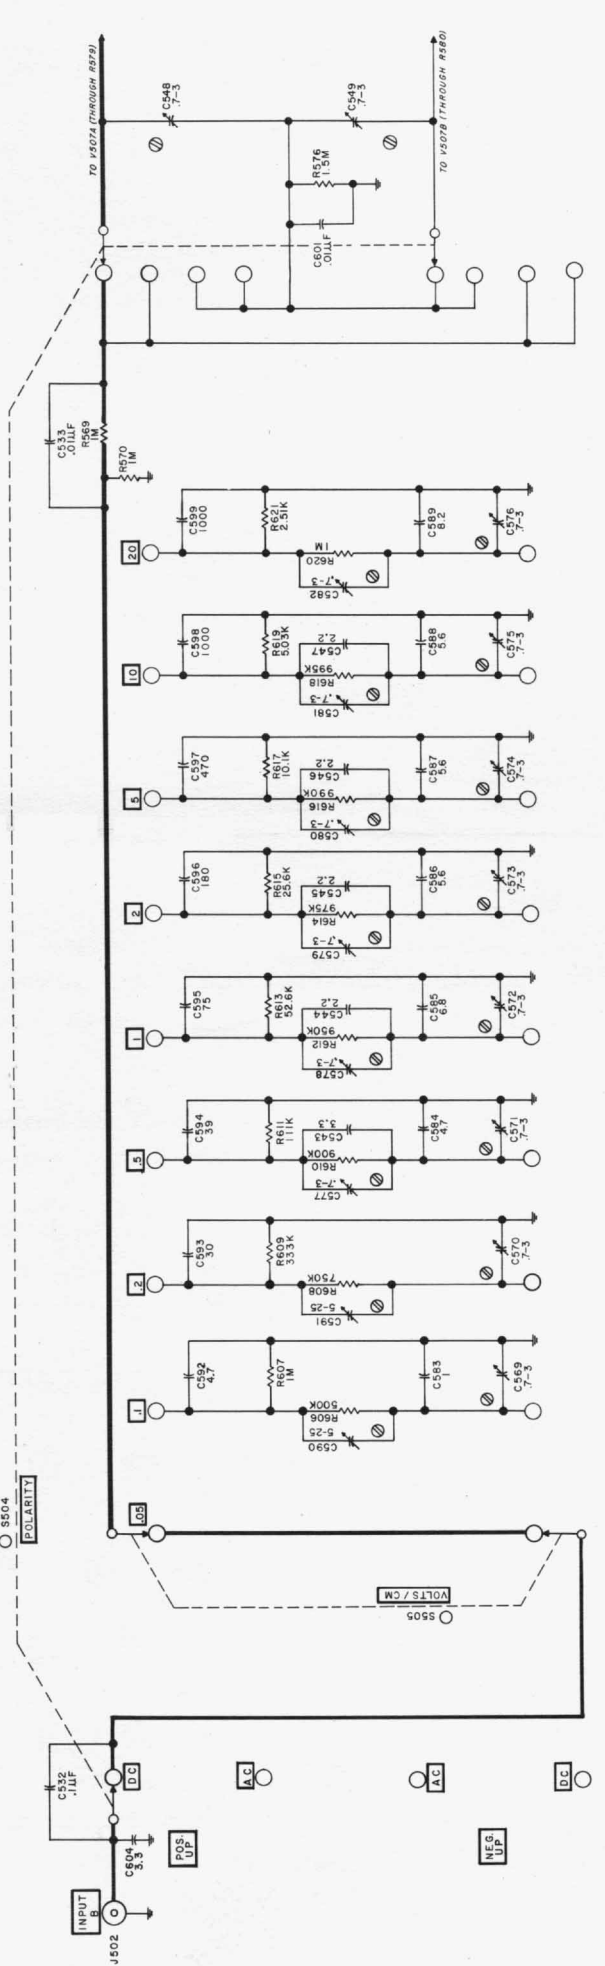 TO V507A (THROUGH R579)
C548
.7-3
C549
.7-3
TO V507B (THROUGH R580)
R576
1.5M
C601
.01µF
C533
.01µF
R569
1M
R570
1M
20
C599
1000
R621
2.51K
1M
R620
.7-3
C582
C589
8.2
C576
.7-3
10
C598
1000
R619
5.03K
2.2
C547
995K
R618
.7-3
C581
C588
5.6
C575
.7-3
5
C597
470
R617
10.1K
2.2
C546
990K
R616
.7-3
C580
C587
5.6
C574
.7-3
2
C596
180
R615
25.6K
2.2
C545
975K
R614
.7-3
C579
C586
5.6
C573
.7-3
1
C595
75
R613
52.6K
2.2
C544
950K
R612
.7-3
C578
C585
6.8
C572
.7-3
.5
C594
39
R611
111K
3.3
C543
900K
R610
.7-3
C577
C584
4.7
C571
.7-3
.2
C593
30
R609
333K
750K
R608
5-25
C591
C570
.7-3
.1
C592
4.7
R607
1M
500K
R606
5-25
C590
C583
1
C569
.7-3
S504
POLARITY
.05
VOLTS / CM
S505
C532
.1µF
DC
AC
AC
DC
C604
3.3
POS.
UP
NEG.
UP
INPUT
B
J502